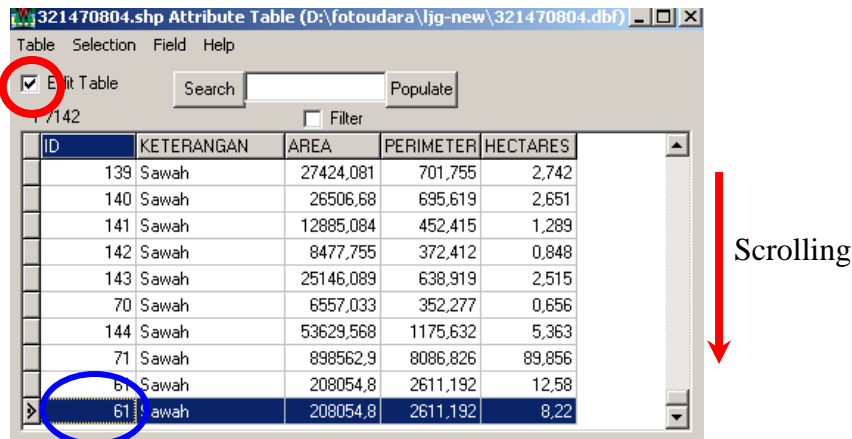 321470804.shp Attribute Table (D:\fotoudara\ljg-new\321470804.dbf)
Table Selection Field Help
Edit Table Search Populate
1 /142 Filter
ID KETERANGAN AREA PERIMETER HECTARES
139 Sawah 27424,081 701,755 2,742
140 Sawah 26506,68 695,619 2,651
141 Sawah 12885,084 452,415 1,289
142 Sawah 8477,755 372,412 0,848
143 Sawah 25146,089 638,919 2,515
Scrolling
70 Sawah 6557,033 352,277 0,656
144 Sawah 53629,568 1175,632 5,363
71 Sawah 898562,9 8086,826 89,856
61 Sawah 208054,8 2611,192 12,58
61 Sawah 208054,8 2611,192 8,22